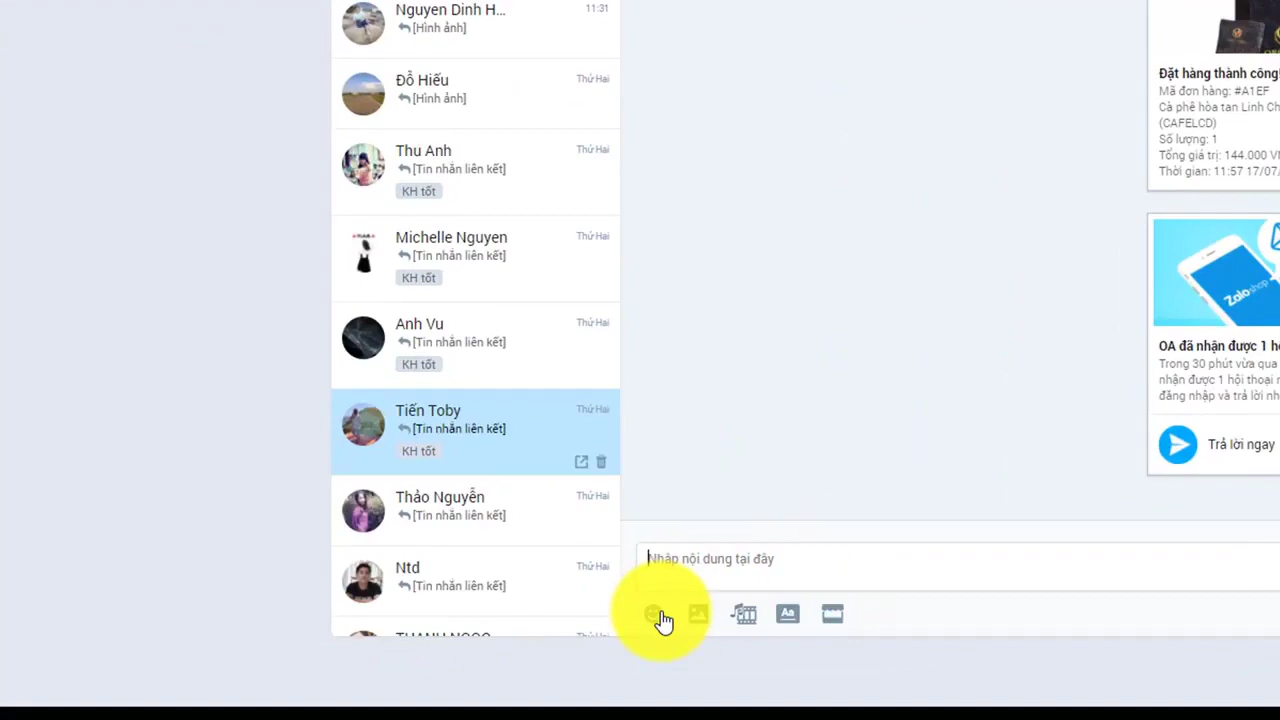 Nguyen Dinh H...
11:31
[Hình ảnh]
Đỗ Hiếu
Thứ Hai
[Hình ảnh]
Thu Anh
Thứ Hai
[Tin nhắn liên kết]
KH tốt
Michelle Nguyen
Thứ Hai
[Tin nhắn liên kết]
KH tốt
Anh Vu
Thứ Hai
[Tin nhắn liên kết]
KH tốt
Tiến Toby
Thứ Hai
[Tin nhắn liên kết]
KH tốt
Thảo Nguyễn
Thứ Hai
[Tin nhắn liên kết]
Ntd
Thứ Hai
[Tin nhắn liên kết]
Thứ Hai
Đặt hàng thành công!
Mã đơn hàng: #A1EF
Cà phê hòa tan Linh Ch
(CAFELCD)
Số lượng: 1
Tổng giá trị: 144.000 VN
Thời gian: 11:57 17/07/
Zalo shop
OA đã nhận được 1 hộ
Trong 30 phút vừa qua
nhận được 1 hội thoại
đăng nhập và trả lời
Trả lời ngay
Nhập nội dung tại đây
Aa